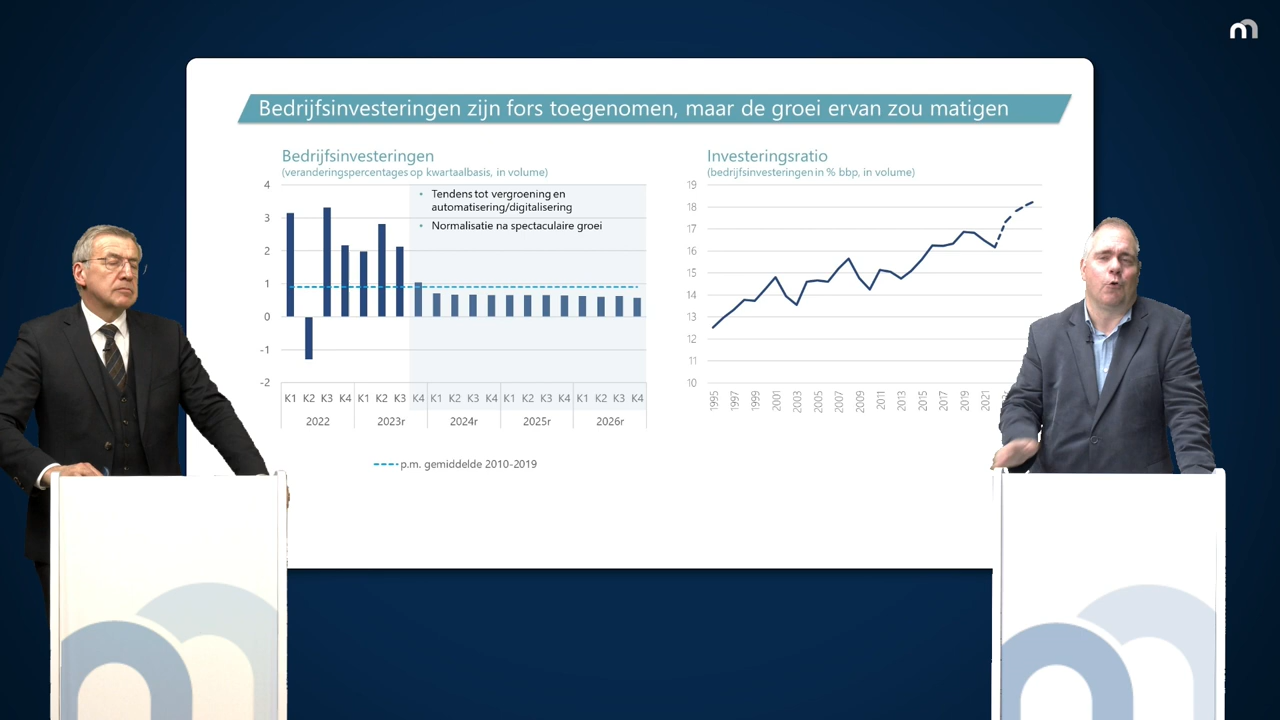 Bedrijfsinvesteringen zijn fors toegenomen, maar de groei ervan zou matigen
Bedrijfsinvesteringen
(veranderingspercentages op kwartaalbasis, in volume)
4
3
2
1
0
-1
-2
Tendens tot vergroening en
automatisering/digitalisering
Normalisatie na spectaculaire groei
K1 K2 K3 K4 K1 K2 K3 K4 K1 K2 K3 K4 K1 K2 K3 K4 K1 K2 K3 K4
2022 2023r 2024r 2025r 2026r
p.m. gemiddelde 2010-2019
Investeringsratio
(bedrijfsinvesteringen in % bbp, in volume)
19
18
17
16
15
14
13
12
11
10
1995 1997 1999 2001 2003 2005 2007 2009 2011 2013 2015 2017 2019 2021